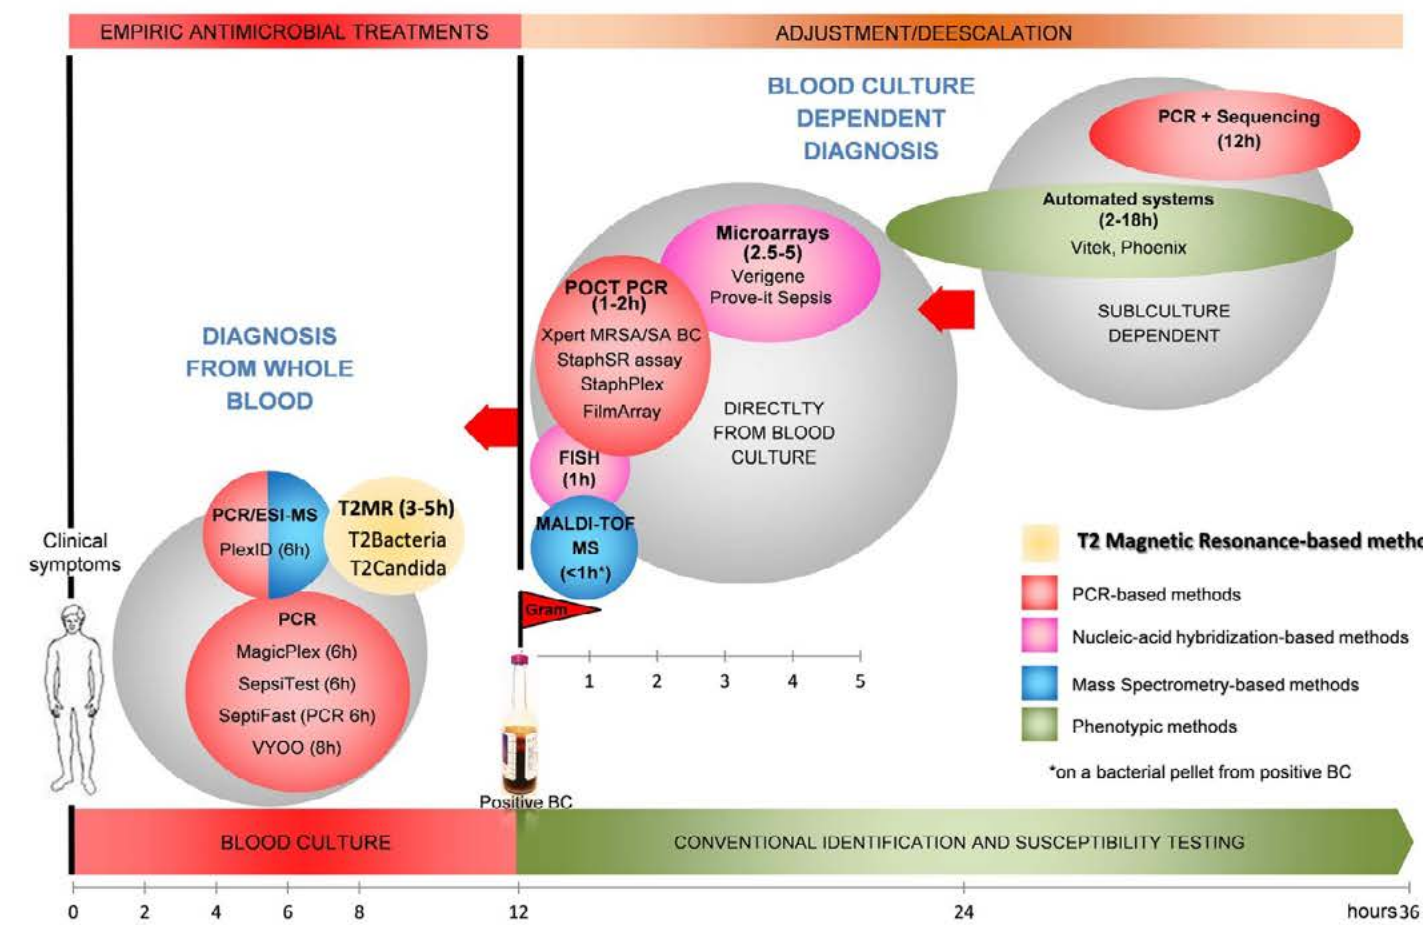 EMPIRIC ANTIMICROBIAL TREATMENTS
ADJUSTMENT/DEESCALATION
BLOOD CULTURE
DEPENDENT
DIAGNOSIS
PCR + Sequencing
(12h)
Automated systems
(2-18h)
Vitek, Phoenix
SUBLCULTURE
DEPENDENT
Microarrays
(2.5-5)
Verigene
Prove-it Sepsis
POCT PCR
(1-2h)
Xpert MRSA/SA BC
StaphSR assay
StaphPlex
FilmArray
DIRECTLTY
FROM BLOOD
CULTURE
FISH
(1h)
MALDI-TOF
MS
(<1h*)
Gram
1 2 3 4 5
DIAGNOSIS
FROM WHOLE
BLOOD
PCR/ESI-MS
PlexID (6h)
T2MR (3-5h)
T2Bacteria
T2Candida
PCR
MagicPlex (6h)
SepsiTest (6h)
SeptiFast (PCR 6h)
VYOO (8h)
Clinical
symptoms
Positive BC
T2 Magnetic Resonance-based metho
PCR-based methods
Nucleic-acid hybridization-based methods
Mass Spectrometry-based methods
Phenotypic methods
*on a bacterial pellet from positive BC
BLOOD CULTURE
CONVENTIONAL IDENTIFICATION AND SUSCEPTIBILITY TESTING
0 2 4 6 8 12 24 hours 36